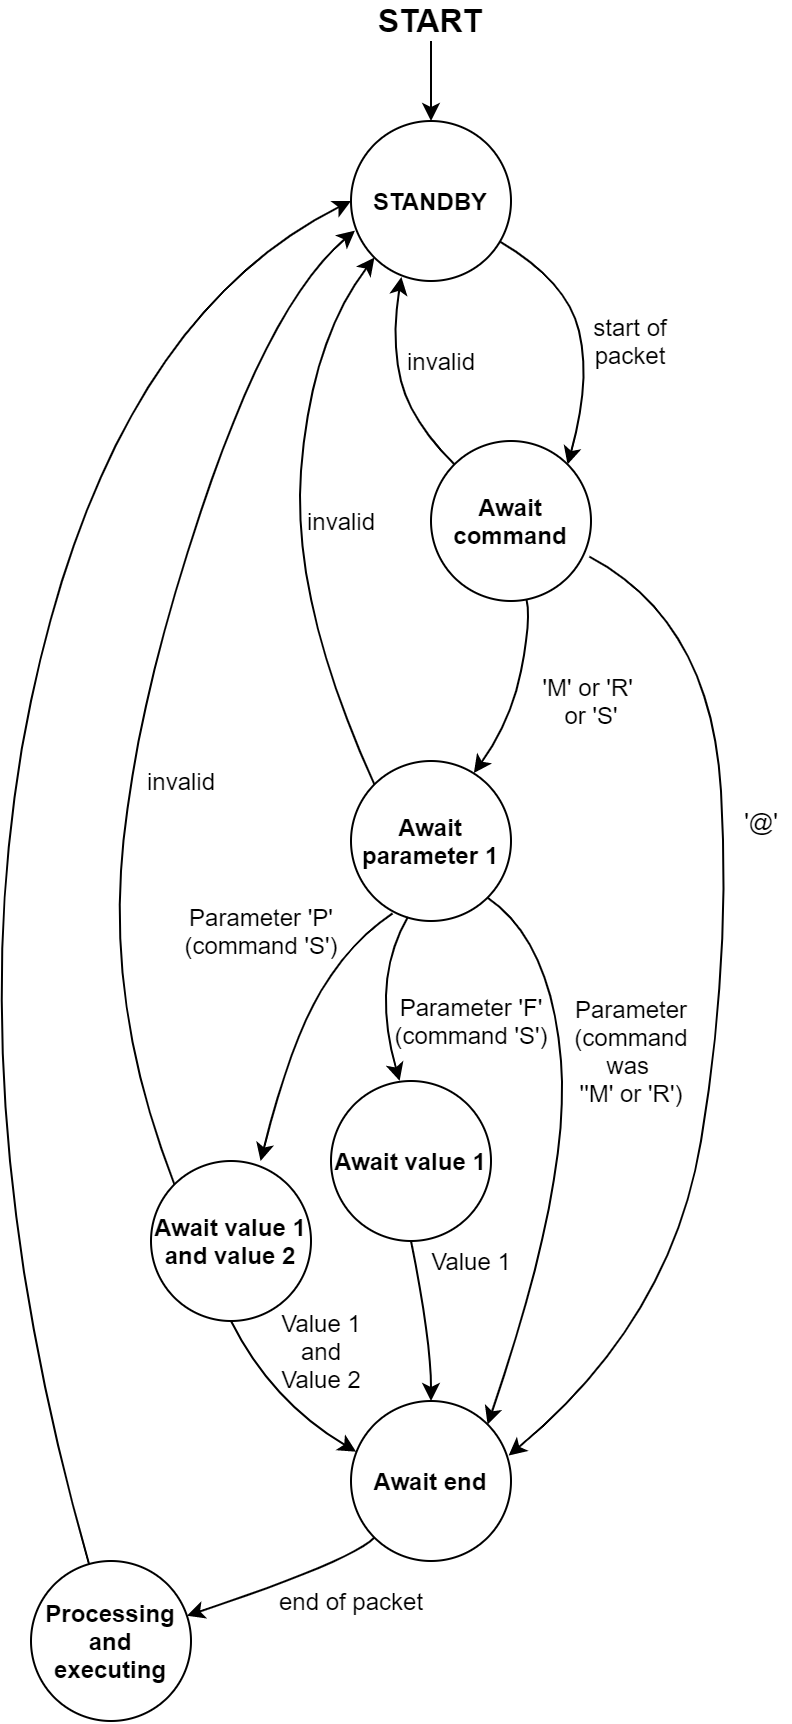 START
STANDBY
start of
packet
invalid
Await
command
invalid
'M' or 'R'
or 'S'
invalid
'@'
Await
parameter 1
Parameter 'P'
(command 'S')
Parameter 'F'
(command 'S')
Parameter
(command
was
"M' or 'R')
Await value 1
Await value 1
and value 2
Value 1
Value 1
and
Value 2
Await end
end of packet
Processing
and
executing